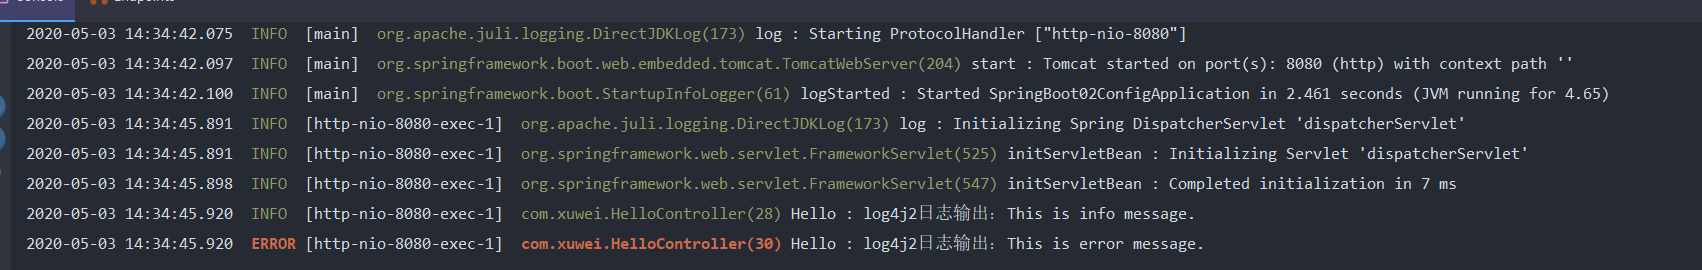 Console Endpoints
2020-05-03 14:34:42.075  INFO  [main]  org.apache.juli.logging.DirectJDKLog(173) log : Starting ProtocolHandler ["http-nio-8080"]
2020-05-03 14:34:42.097  INFO  [main]  org.springframework.boot.web.embedded.tomcat.TomcatWebServer(204) start : Tomcat started on port(s): 8080 (http) with context path ''
2020-05-03 14:34:42.100  INFO  [main]  org.springframework.boot.StartupInfoLogger(61) logStarted : Started SpringBoot02ConfigApplication in 2.461 seconds (JVM running for 4.65)
2020-05-03 14:34:45.891  INFO  [http-nio-8080-exec-1]  org.apache.juli.logging.DirectJDKLog(173) log : Initializing Spring DispatcherServlet 'dispatcherServlet'
2020-05-03 14:34:45.891  INFO  [http-nio-8080-exec-1]  org.springframework.web.servlet.FrameworkServlet(525) initServletBean : Initializing Servlet 'dispatcherServlet'
2020-05-03 14:34:45.898  INFO  [http-nio-8080-exec-1]  org.springframework.web.servlet.FrameworkServlet(547) initServletBean : Completed initialization in 7 ms
2020-05-03 14:34:45.920  INFO  [http-nio-8080-exec-1]  com.xuwei.HelloController(28) Hello : log4j2日志输出：This is info message.
2020-05-03 14:34:45.920  ERROR [http-nio-8080-exec-1]  com.xuwei.HelloController(30) Hello : log4j2日志输出：This is error message.